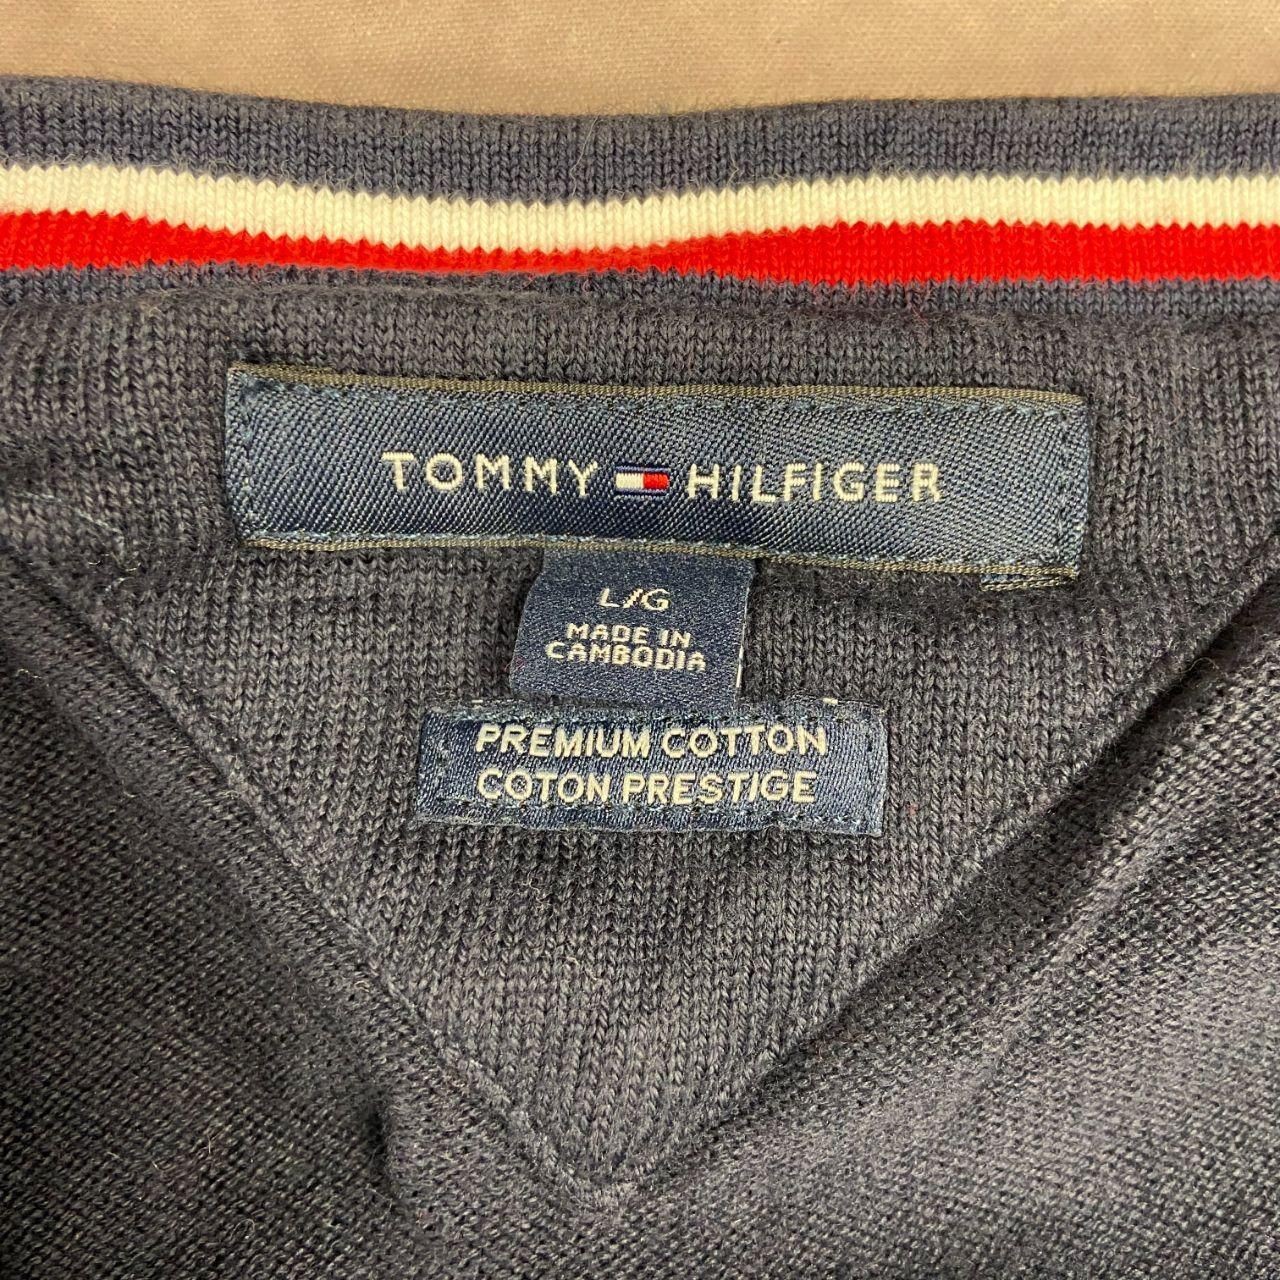 TOMMY HILFIGER
L/G
MADE IN
CAMBODIA
PREMIUM COTTON
COTON PRESTIGE